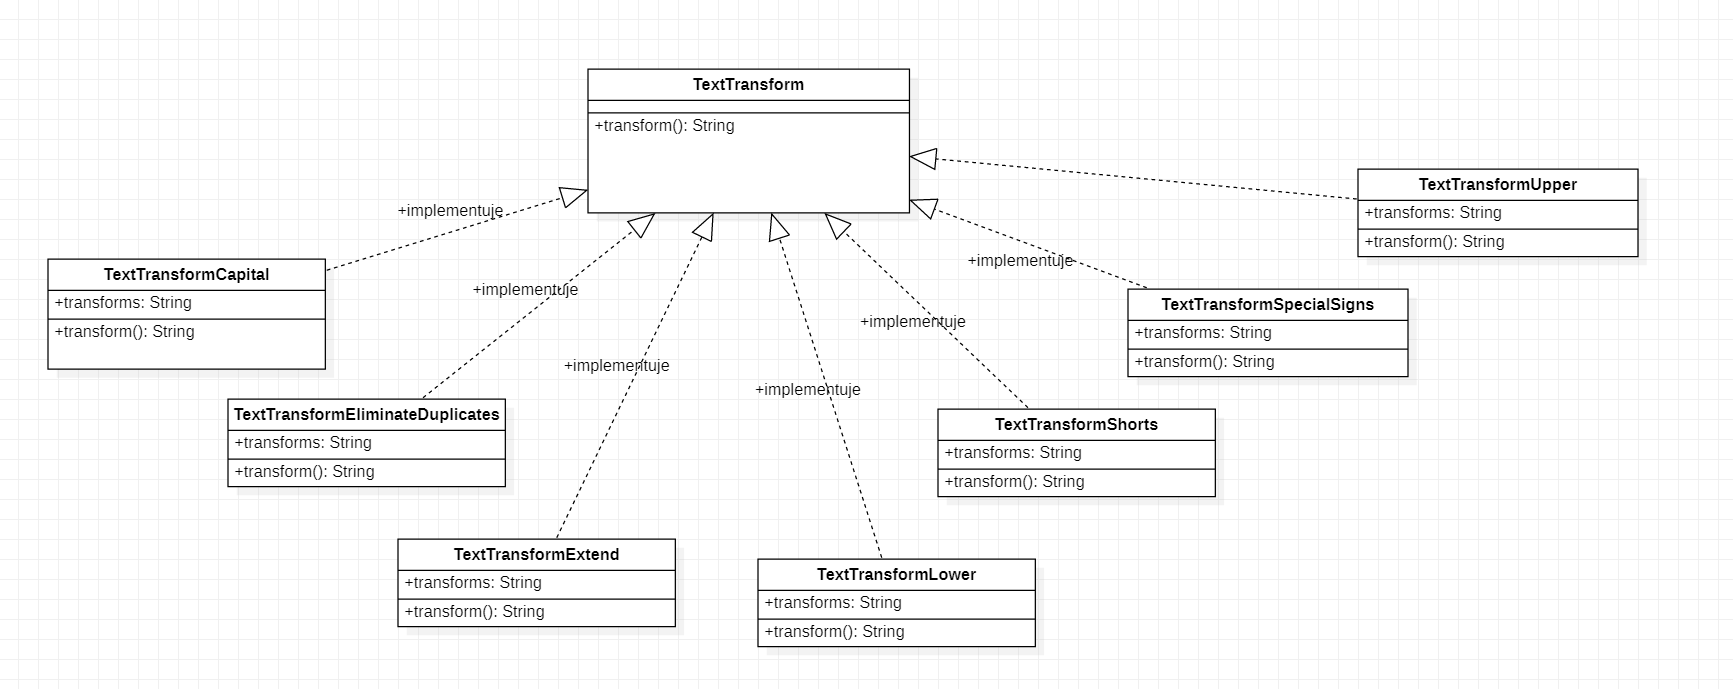 TextTransform
+transform(): String
+implementuje
TextTransformCapital
+transforms: String
+transform(): String
+implementuje
TextTransformEliminateDuplicates
+transforms: String
+transform(): String
+implementuje
TextTransformExtend
+transforms: String
+transform(): String
+implementuje
TextTransformLower
+transforms: String
+transform(): String
+implementuje
TextTransformShorts
+transforms: String
+transform(): String
+implementuje
TextTransformSpecialSigns
+transforms: String
+transform(): String
TextTransformUpper
+transforms: String
+transform(): String